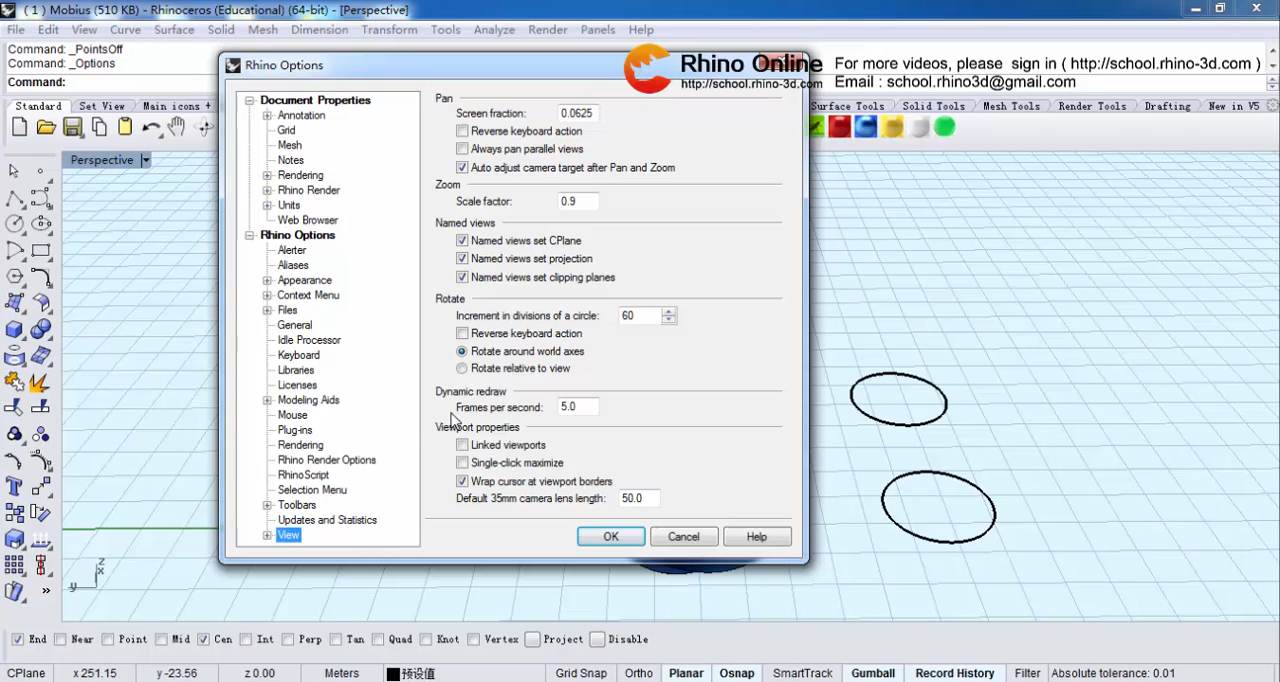 ( 1 ) Mobius (510 KB) - Rhinoceros (Educational) (64-bit) - [Perspective]
File Edit View Curve Surface Solid Mesh Dimension Transform Tools Analyze Render Panels Help
Command: _PointsOff
Command: _Options
Command:
Rhino Online
http://school.rhino-3d.com
For more videos, please sign in ( http://school.rhino-3d.com )
Email : school.rhino3d@gmail.com
Standard Set View Main icons +
Surface Tools Solid Tools Mesh Tools Render Tools Drafting New in V5
Perspective
Rhino Options
Document Properties
Annotation
Grid
Mesh
Notes
Rendering
Rhino Render
Units
Web Browser
Rhino Options
Alerter
Aliases
Appearance
Context Menu
Files
General
Idle Processor
Keyboard
Libraries
Licenses
Modeling Aids
Mouse
Plug-ins
Rendering
Rhino Render Options
RhinoScript
Selection Menu
Toolbars
Updates and Statistics
View
Pan
Screen fraction: 0.0625
Reverse keyboard action
Always pan parallel views
Auto adjust camera target after Pan and Zoom
Zoom
Scale factor: 0.9
Named views
Named views set CPlane
Named views set projection
Named views set clipping planes
Rotate
Increment in divisions of a circle: 60
Reverse keyboard action
Rotate around world axes
Rotate relative to view
Dynamic redraw
Frames per second: 5.0
Viewport properties
Linked viewports
Single-click maximize
Wrap cursor at viewport borders
Default 35mm camera lens length: 50.0
OK Cancel Help
z
x
y
End Near Point Mid Cen Int Perp Tan Quad Knot Vertex Project Disable
CPlane x 251.15 y -23.56 z 0.00 Meters 预设值 Grid Snap Ortho Planar Osnap SmartTrack Gumball Record History Filter Absolute tolerance: 0.01